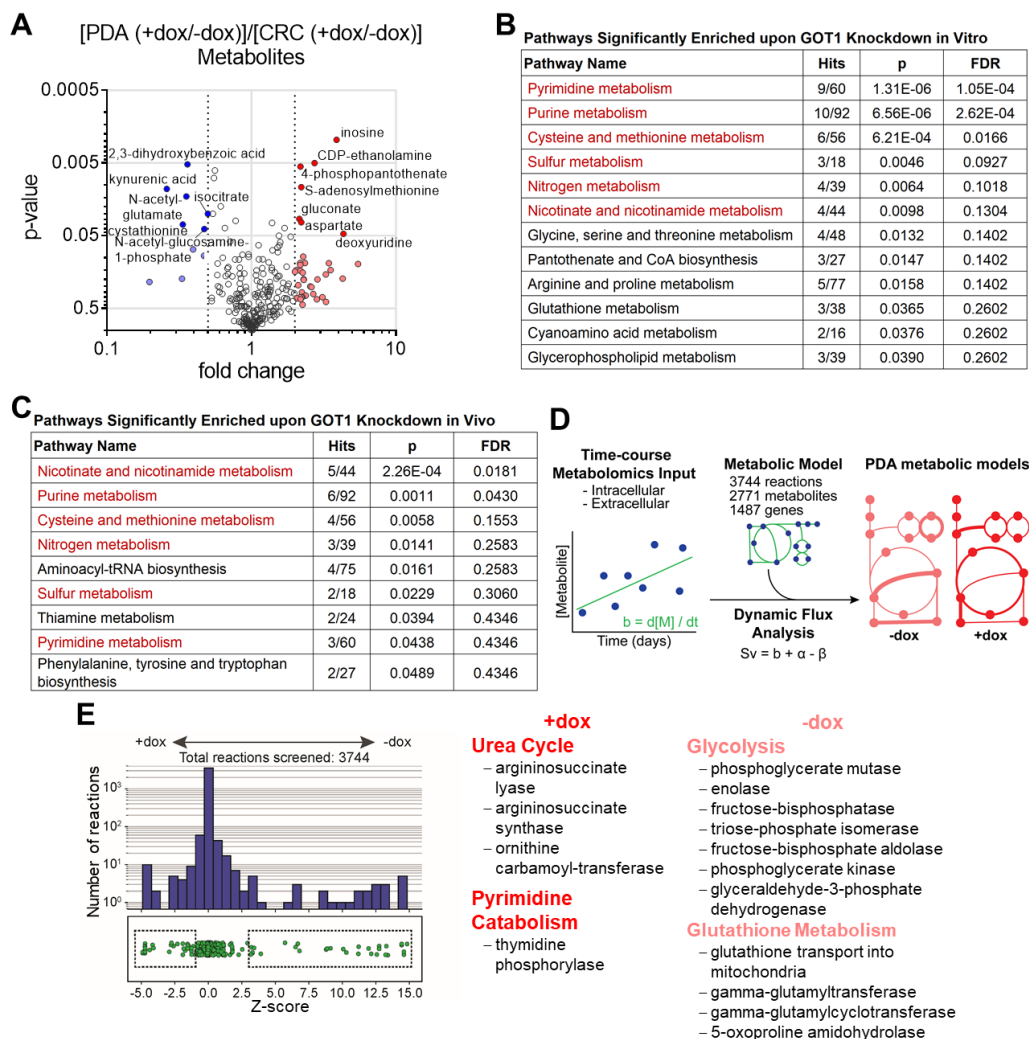 A
[PDA (+dox/-dox)]/[CRC (+dox/-dox)]
Metabolites
p-value
0.0005
0.005
0.05
0.5
0.1
1
10
fold change
inosine
CDP-ethanolamine
4-phosphopantothenate
S-adenosylmethionine
gluconate
aspartate
deoxyuridine
2,3-dihydroxybenzoic acid
kynurenic acid
isocitrate
N-acetyl-
glutamate
cystathionine
N-acetyl-glucosamine-
1-phosphate
B
Pathways Significantly Enriched upon GOT1 Knockdown in Vitro
Pathway Name Hits p FDR
Pyrimidine metabolism 9/60 1.31E-06 1.05E-04
Purine metabolism 10/92 6.56E-06 2.62E-04
Cysteine and methionine metabolism 6/56 6.21E-04 0.0166
Sulfur metabolism 3/18 0.0046 0.0927
Nitrogen metabolism 4/39 0.0064 0.1018
Nicotinate and nicotinamide metabolism 4/44 0.0098 0.1304
Glycine, serine and threonine metabolism 4/48 0.0132 0.1402
Pantothenate and CoA biosynthesis 3/27 0.0147 0.1402
Arginine and proline metabolism 5/77 0.0158 0.1402
Glutathione metabolism 3/38 0.0365 0.2602
Cyanoamino acid metabolism 2/16 0.0376 0.2602
Glycerophospholipid metabolism 3/39 0.0390 0.2602
C
Pathways Significantly Enriched upon GOT1 Knockdown in Vivo
Pathway Name Hits p FDR
Nicotinate and nicotinamide metabolism 5/44 2.26E-04 0.0181
Purine metabolism 6/92 0.0011 0.0430
Cysteine and methionine metabolism 4/56 0.0058 0.1553
Nitrogen metabolism 3/39 0.0141 0.2583
Aminoacyl-tRNA biosynthesis 4/75 0.0161 0.2583
Sulfur metabolism 2/18 0.0229 0.3060
Thiamine metabolism 2/24 0.0394 0.4346
Pyrimidine metabolism 3/60 0.0438 0.4346
Phenylalanine, tyrosine and tryptophan
biosynthesis 2/27 0.0489 0.4346
D
Time-course
Metabolomics Input
- Intracellular
- Extracellular
[Metabolite]
b = d[M] / dt
Time (days)
Metabolic Model
3744 reactions
2771 metabolites
1487 genes
Dynamic Flux
Analysis
Sv = b + α - β
PDA metabolic models
-dox
+dox
E
+dox
-dox
Total reactions screened: 3744
Number of reactions
10³
10²
10¹
10⁰
-5.0 -2.5 0.0 2.5 5.0 7.5 10.0 12.5 15.0
Z-score
+dox
Urea Cycle
– argininosuccinate
lyase
– argininosuccinate
synthase
– ornithine
carbamoyl-transferase
Pyrimidine
Catabolism
– thymidine
phosphorylase
-dox
Glycolysis
– phosphoglycerate mutase
– enolase
– fructose-bisphosphatase
– triose-phosphate isomerase
– fructose-bisphosphate aldolase
– phosphoglycerate kinase
– glyceraldehyde-3-phosphate
dehydrogenase
Glutathione Metabolism
– glutathione transport into
mitochondria
– gamma-glutamyltransferase
– gamma-glutamylcyclotransferase
– 5-oxoproline amidohydrolase